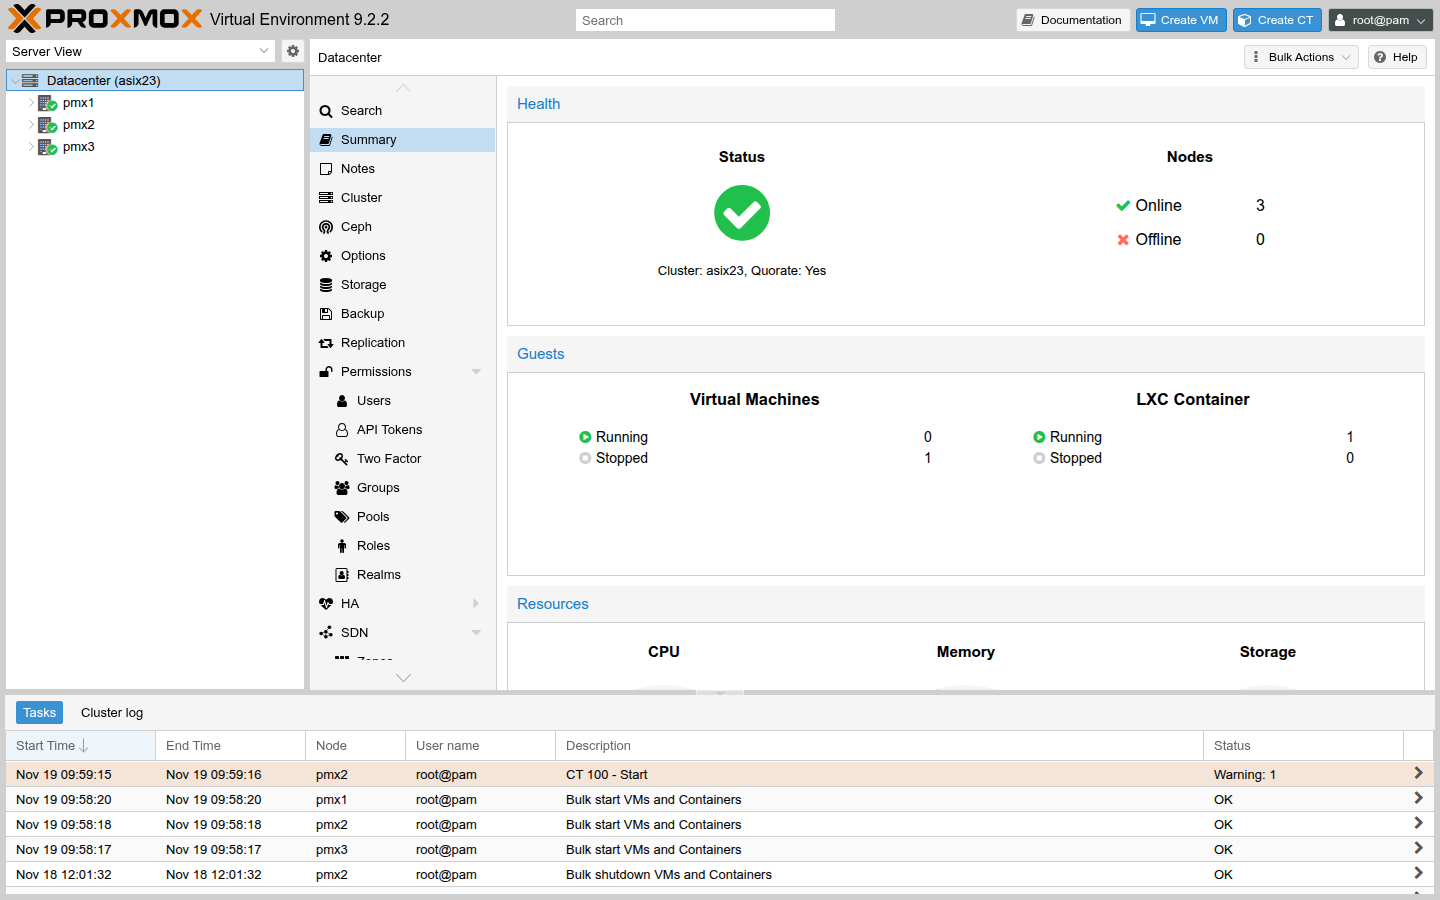 PROXMOX Virtual Environment 9.2.2 Search Documentation Create VM Create CT root@pam
Server View
Datacenter Bulk Actions Help
Datacenter (asix23)
pmx1
pmx2
pmx3
Search
Summary
Notes
Cluster
Ceph
Options
Storage
Backup
Replication
Permissions
Users
API Tokens
Two Factor
Groups
Pools
Roles
Realms
HA
SDN
Zones
Health
Status Nodes
Online 3
Offline 0
Cluster: asix23, Quorate: Yes
Guests
Virtual Machines LXC Container
Running 0 Running 1
Stopped 1 Stopped 0
Resources
CPU Memory Storage
Tasks Cluster log
Start Time End Time Node User name Description Status
Nov 19 09:59:15 Nov 19 09:59:16 pmx2 root@pam CT 100 - Start Warning: 1
Nov 19 09:58:20 Nov 19 09:58:20 pmx1 root@pam Bulk start VMs and Containers OK
Nov 19 09:58:18 Nov 19 09:58:18 pmx2 root@pam Bulk start VMs and Containers OK
Nov 19 09:58:17 Nov 19 09:58:17 pmx3 root@pam Bulk start VMs and Containers OK
Nov 18 12:01:32 Nov 18 12:01:32 pmx2 root@pam Bulk shutdown VMs and Containers OK